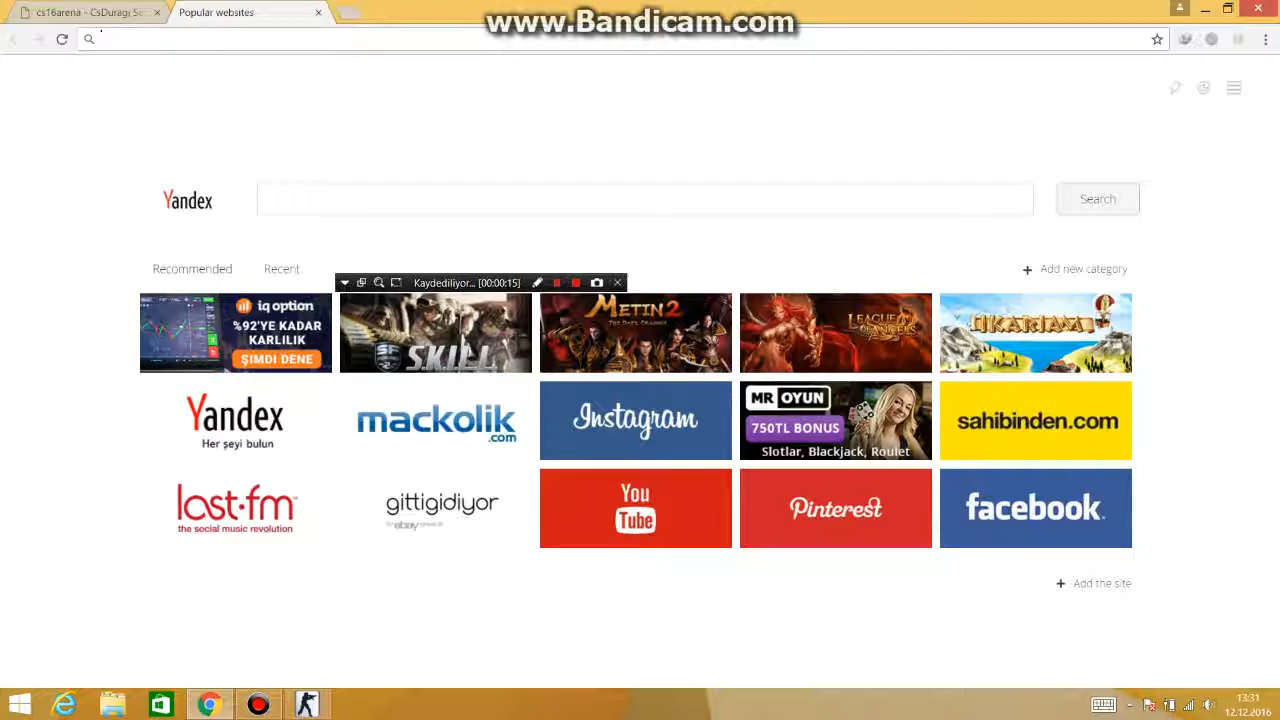 www.Bandicam.com
cs16arena - CsDurag.Se
Popular websites
Yandex
Search
Recommended
Recent
Add new category
Kaydediliyor... [00:00:15]
iq option
%92'YE KADAR
KARLILIK
ŞIMDI DENE
S.K.I.L.L
METIN 2
LEAGUE OF ANGELS
IKARIAM
Yandex
Her şeyi bulun
mackolik
.com
Instagram
MR OYUN
750TL BONUS
Slotlar, Blackjack, Roulet
sahibinden.com
last.fm
the social music revolution
gittigidiyor
You
Tube
Pinterest
facebook.
Add the site
13:31
12.12.2016